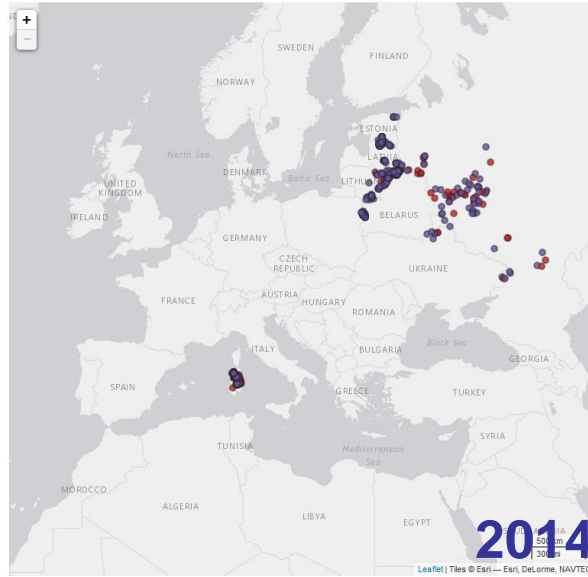 +
−
SWEDEN
FINLAND
NORWAY
ESTONIA
North Sea
LATVIA
DENMARK
Baltic Sea
LITHU
UNITED
KINGDOM
IRELAND
BELARUS
GERMANY
CZECH
REPUBLIC
UKRAINE
AUSTRIA
HUNGARY
FRANCE
ROMANIA
ITALY
BULGARIA
Black Sea
GEORGIA
SPAIN
GREECE
TURKEY
TUNISIA
SYRIA
Mediterranean
Sea
MOROCCO
ALGERIA
LIBYA
EGYPT
2014
500 km
300 mi
Leaflet | Tiles © Esri — Esri, DeLorme, NAVTEQ